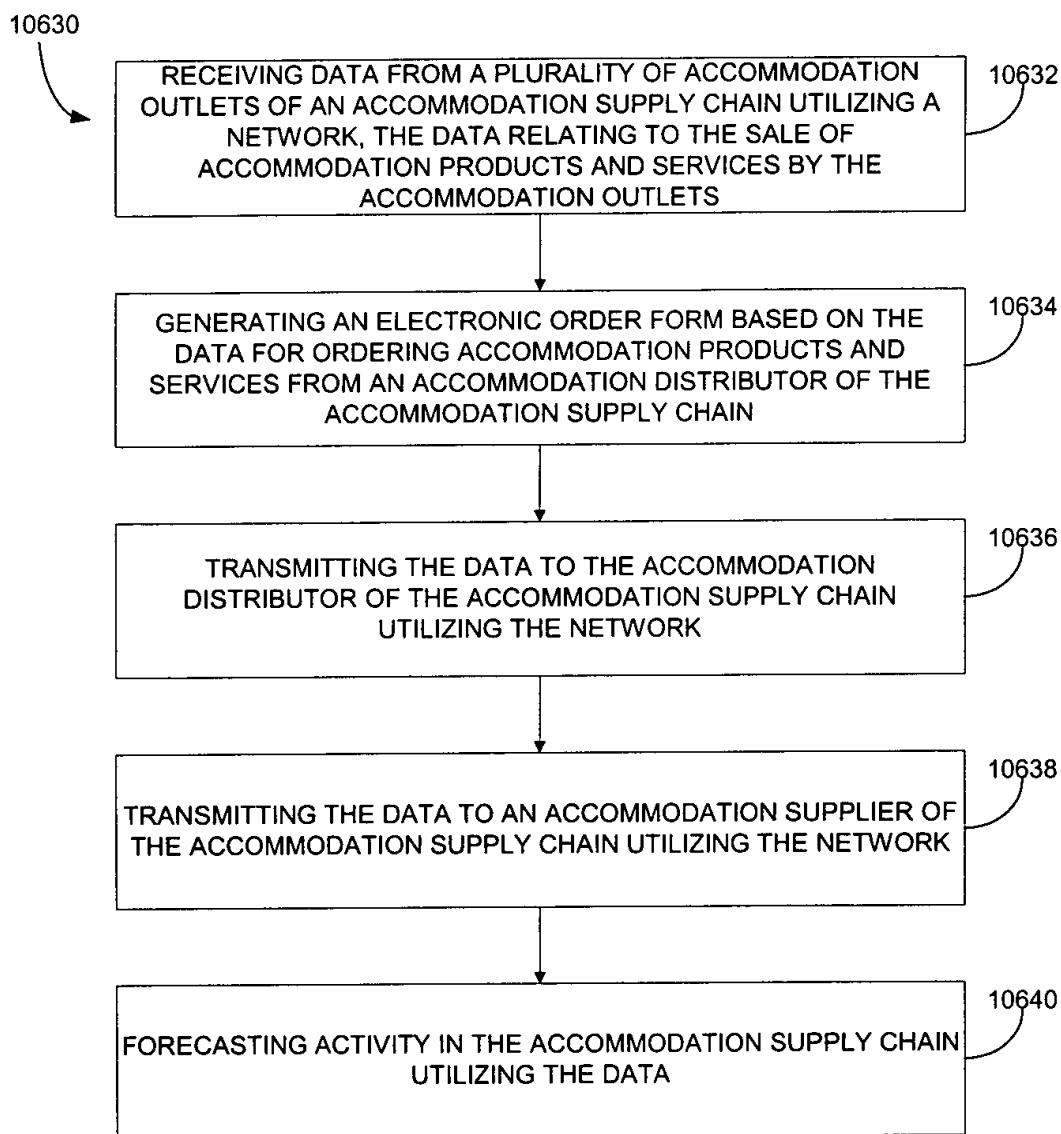 10630
RECEIVING DATA FROM A PLURALITY OF ACCOMMODATION
OUTLETS OF AN ACCOMMODATION SUPPLY CHAIN UTILIZING A
NETWORK, THE DATA RELATING TO THE SALE OF
ACCOMMODATION PRODUCTS AND SERVICES BY THE
ACCOMMODATION OUTLETS
10632
GENERATING AN ELECTRONIC ORDER FORM BASED ON THE
DATA FOR ORDERING ACCOMMODATION PRODUCTS AND
SERVICES FROM AN ACCOMMODATION DISTRIBUTOR OF THE
ACCOMMODATION SUPPLY CHAIN
10634
TRANSMITTING THE DATA TO THE ACCOMMODATION
DISTRIBUTOR OF THE ACCOMMODATION SUPPLY CHAIN
UTILIZING THE NETWORK
10636
TRANSMITTING THE DATA TO AN ACCOMMODATION SUPPLIER OF
THE ACCOMMODATION SUPPLY CHAIN UTILIZING THE NETWORK
10638
FORECASTING ACTIVITY IN THE ACCOMMODATION SUPPLY CHAIN
UTILIZING THE DATA
10640